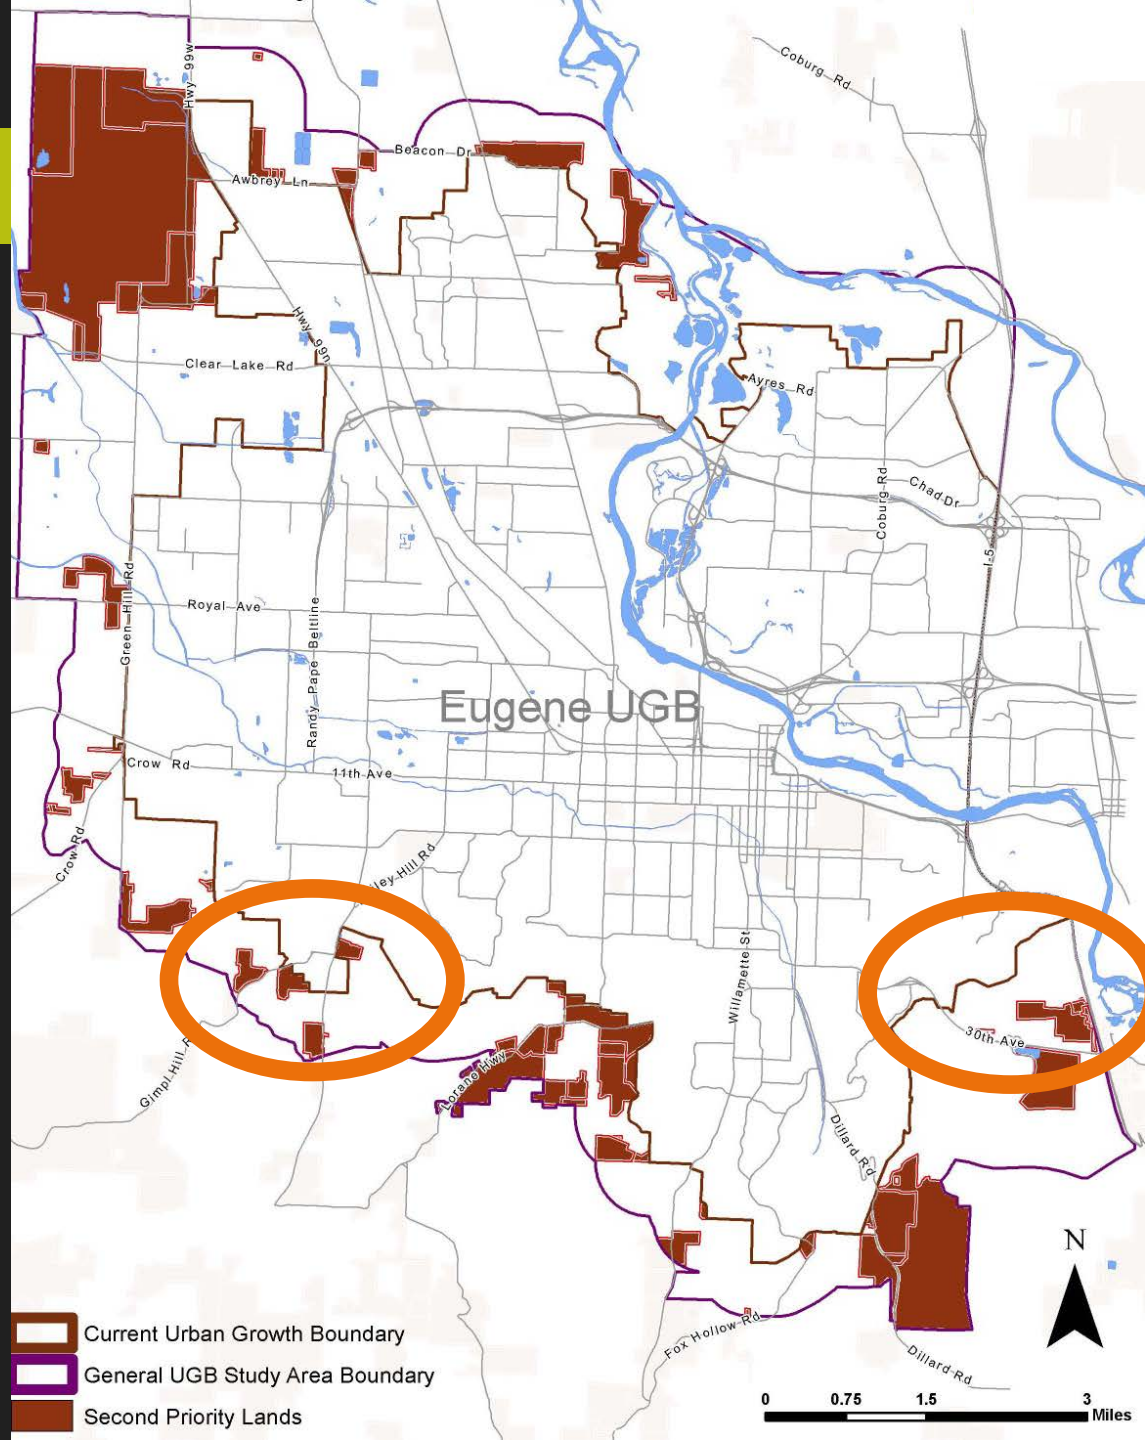 Coburg Rd
Hwy 99w
Beacon Dr
Awbrey Ln
Hwy 99n
Clear Lake Rd
Ayres Rd
Coburg Rd
Chad Dr
I-5
Green Hill Rd
Royal Ave
Randy Pape Beltline
Eugene UGB
Crow Rd
11th Ave
Crow Rd
iley Hill Rd
Willamette St
30th Ave
Gimpl Hill R
Lorane Hwy
Dillard Rd
N
Fox Hollow Rd
Dillard Rd
Current Urban Growth Boundary
General UGB Study Area Boundary
Second Priority Lands
0 0.75 1.5 3
Miles